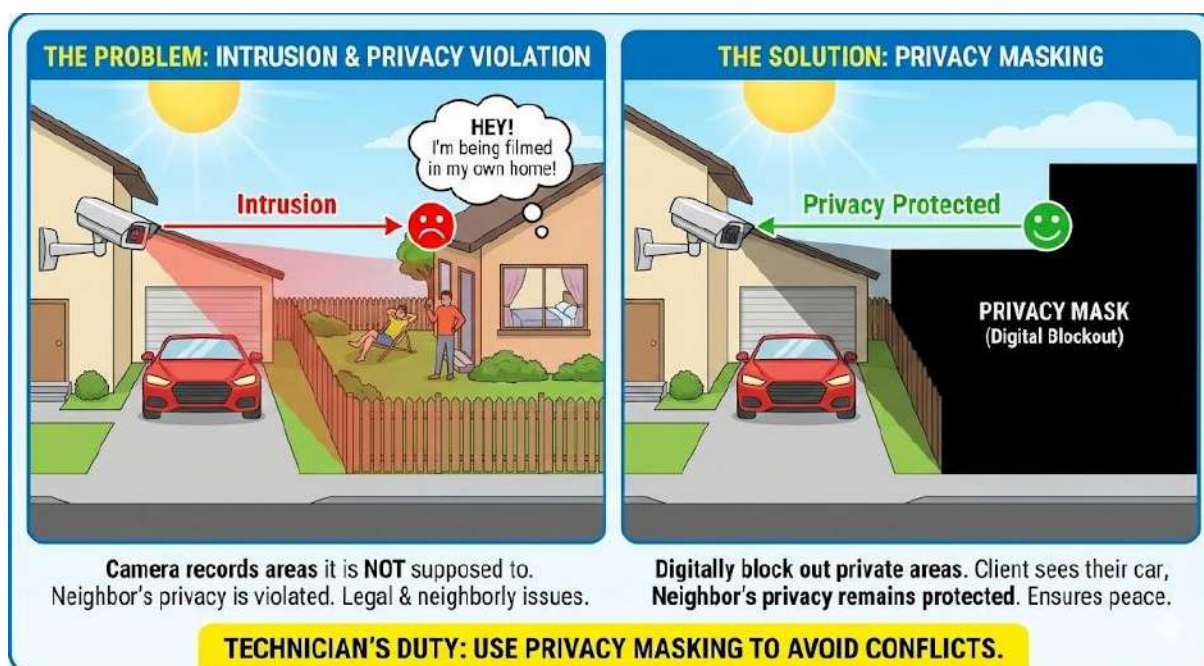 THE PROBLEM: INTRUSION & PRIVACY VIOLATION
HEY!
I'm being filmed
in my own home!
Intrusion
Camera records areas it is NOT supposed to.
Neighbor's privacy is violated. Legal & neighborly issues.
THE SOLUTION: PRIVACY MASKING
Privacy Protected
PRIVACY MASK
(Digital Blockout)
Digitally block out private areas. Client sees their car,
Neighbor's privacy remains protected. Ensures peace.
TECHNICIAN'S DUTY: USE PRIVACY MASKING TO AVOID CONFLICTS.